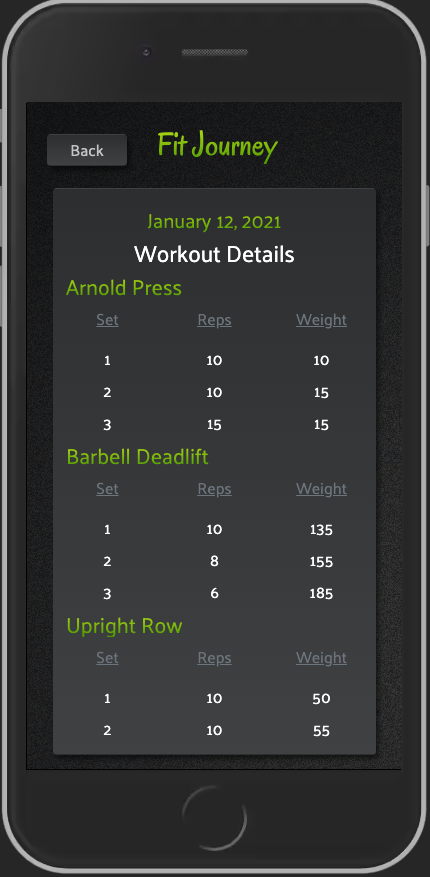 Back
Fit Journey
January 12, 2021
Workout Details
Arnold Press
Set Reps Weight
1 10 10
2 10 15
3 15 15
Barbell Deadlift
Set Reps Weight
1 10 135
2 8 155
3 6 185
Upright Row
Set Reps Weight
1 10 50
2 10 55